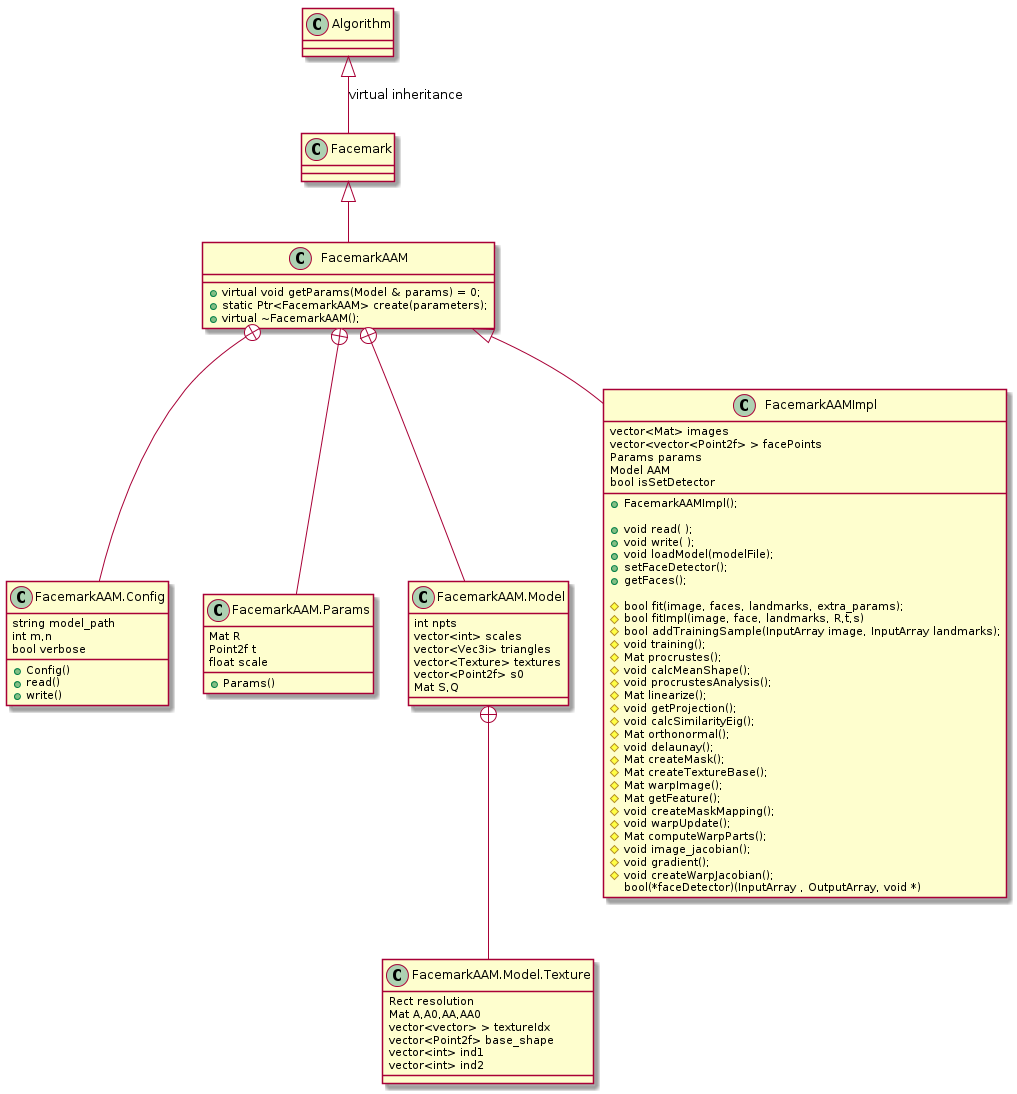 C Algorithm
virtual inheritance
C Facemark
C FacemarkAAM
virtual void getParams(Model & params) = 0;
static Ptr<FacemarkAAM> create(parameters);
virtual ~FacemarkAAM();
C FacemarkAAMImpl
vector<Mat> images
vector<vector<Point2f> > facePoints
Params params
Model AAM
bool isSetDetector
FacemarkAAMImpl();
void read( );
void write( );
void loadModel(modelFile);
setFaceDetector();
getFaces();
bool fit(image, faces, landmarks, extra_params);
bool fitImpl(image, face, landmarks, R,t,s)
bool addTrainingSample(InputArray image, InputArray landmarks);
void training();
Mat procrustes();
void calcMeanShape();
void procrustesAnalysis();
Mat linearize();
void getProjection();
void calcSimilarityEig();
Mat orthonormal();
void delaunay();
Mat createMask();
Mat createTextureBase();
Mat warpImage();
Mat getFeature();
void createMaskMapping();
void warpUpdate();
Mat computeWarpParts();
void image_jacobian();
void gradient();
void createWarpJacobian();
bool(*faceDetector)(InputArray , OutputArray, void *)
C FacemarkAAM.Config
string model_path
int m,n
bool verbose
Config()
read()
write()
C FacemarkAAM.Params
Mat R
Point2f t
float scale
Params()
C FacemarkAAM.Model
int npts
vector<int> scales
vector<Vec3i> triangles
vector<Texture> textures
vector<Point2f> s0
Mat S,Q
C FacemarkAAM.Model.Texture
Rect resolution
Mat A,A0,AA,AA0
vector<vector> > textureIdx
vector<Point2f> base_shape
vector<int> ind1
vector<int> ind2